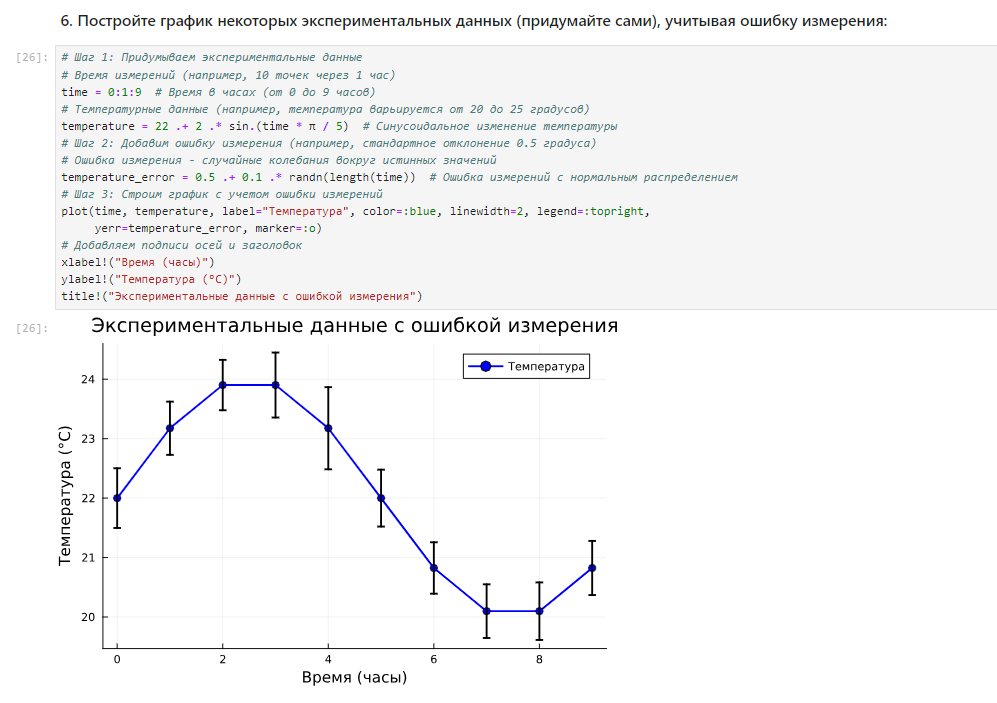 6. Постройте график некоторых экспериментальных данных (придумайте сами), учитывая ошибку измерения:
[26]:
# Шаг 1: Придумываем экспериментальные данные
# Время измерений (например, 10 точек через 1 час)
time = 0:1:9  # Время в часах (от 0 до 9 часов)
# Температурные данные (например, температура варьируется от 20 до 25 градусов)
temperature = 22 .+ 2 .* sin.(time * π / 5)  # Синусоидальное изменение температуры
# Шаг 2: Добавим ошибку измерения (например, стандартное отклонение 0.5 градуса)
# Ошибка измерения - случайные колебания вокруг истинных значений
temperature_error = 0.5 .+ 0.1 .* randn(length(time))  # Ошибка измерений с нормальным распределением
# Шаг 3: Строим график с учетом ошибки измерений
plot(time, temperature, label="Температура", color=:blue, linewidth=2, legend=:topright,
     yerr=temperature_error, marker=:o)
# Добавляем подписи осей и заголовок
xlabel!("Время (часы)")
ylabel!("Температура (°C)")
title!("Экспериментальные данные с ошибкой измерения")
[26]:
Экспериментальные данные с ошибкой измерения
Температура
Температура (°C)
24
23
22
21
20
0 2 4 6 8
Время (часы)